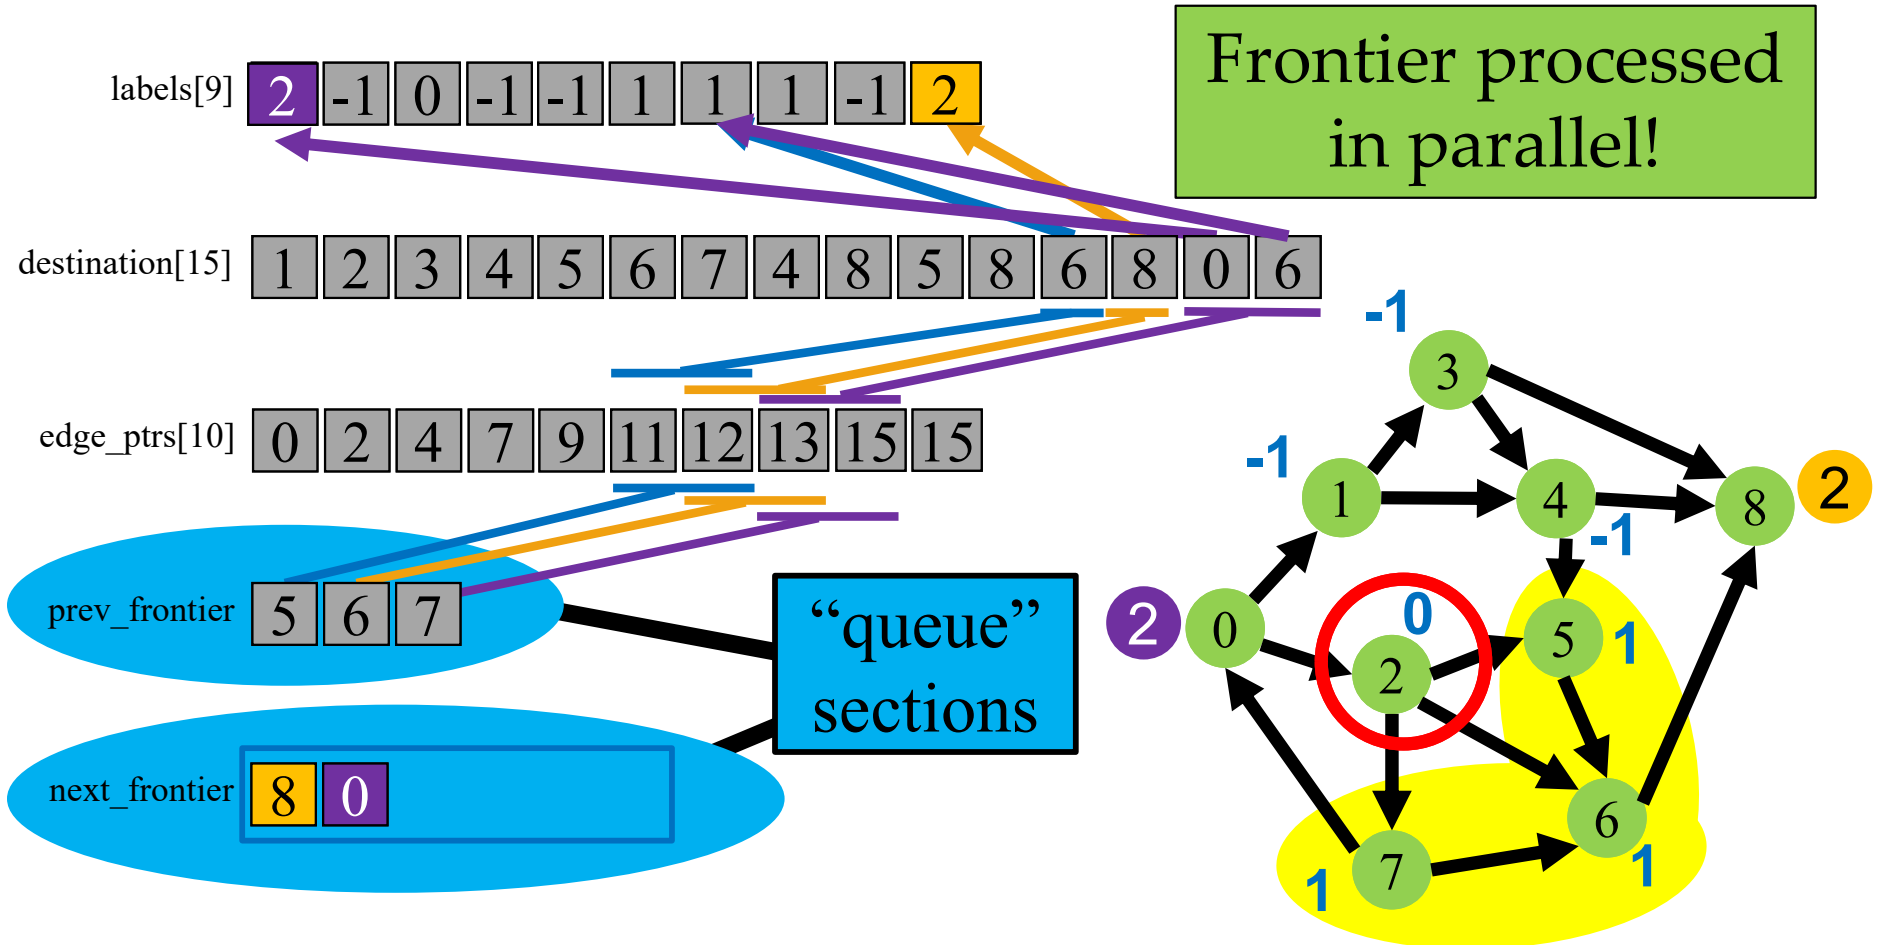 Frontier processed
in parallel!
labels[9] 2 -1 0 -1 -1 1 1 1 -1 2
destination[15] 1 2 3 4 5 6 7 4 8 5 8 6 8 0 6
edge_ptrs[10] 0 2 4 7 9 11 12 13 15 15
prev_frontier 5 6 7
next_frontier 8 0
“queue”
sections
-1
3
-1
1
4
8
2
-1
2
0
0
2
5
1
6
1
7
1